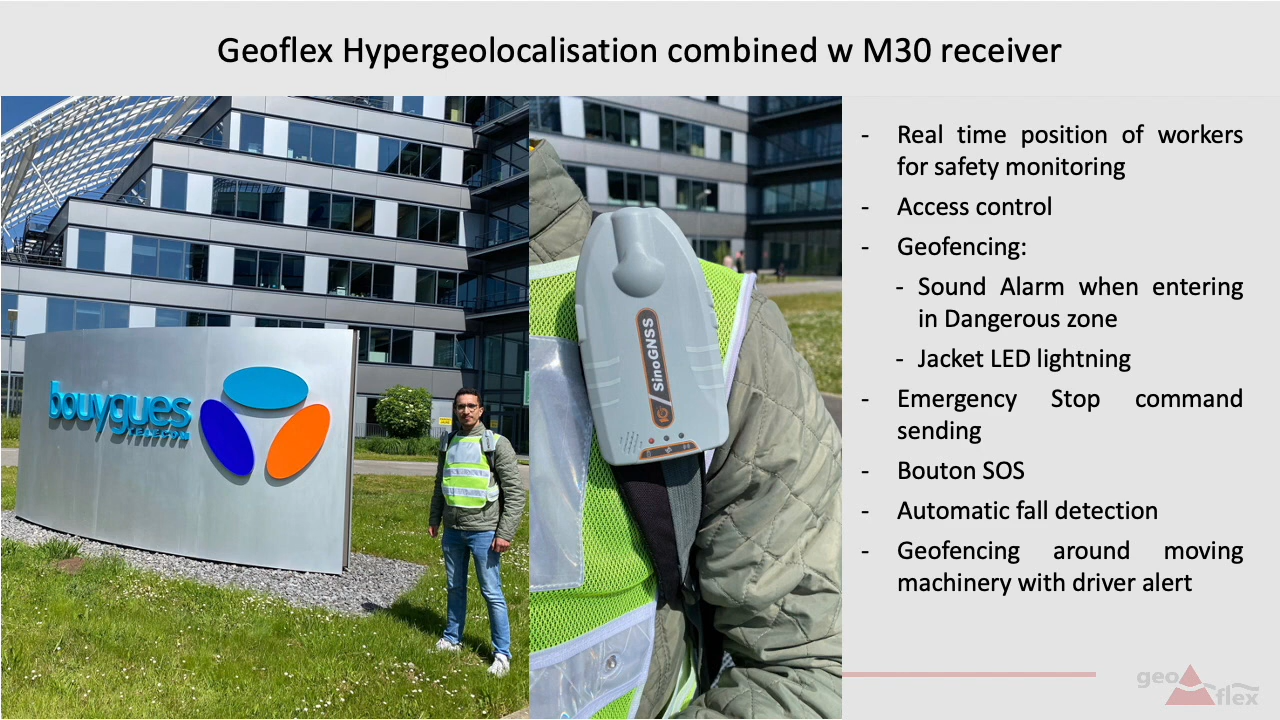 Geoflex Hypergeolocalisation combined w M30 receiver
bouygues
TELECOM
SinoGNSS
- Real time position of workers
for safety monitoring
- Access control
- Geofencing:
- Sound Alarm when entering
in Dangerous zone
- Jacket LED lightning
- Emergency Stop command
sending
- Bouton SOS
- Automatic fall detection
- Geofencing around moving
machinery with driver alert
geo
flex